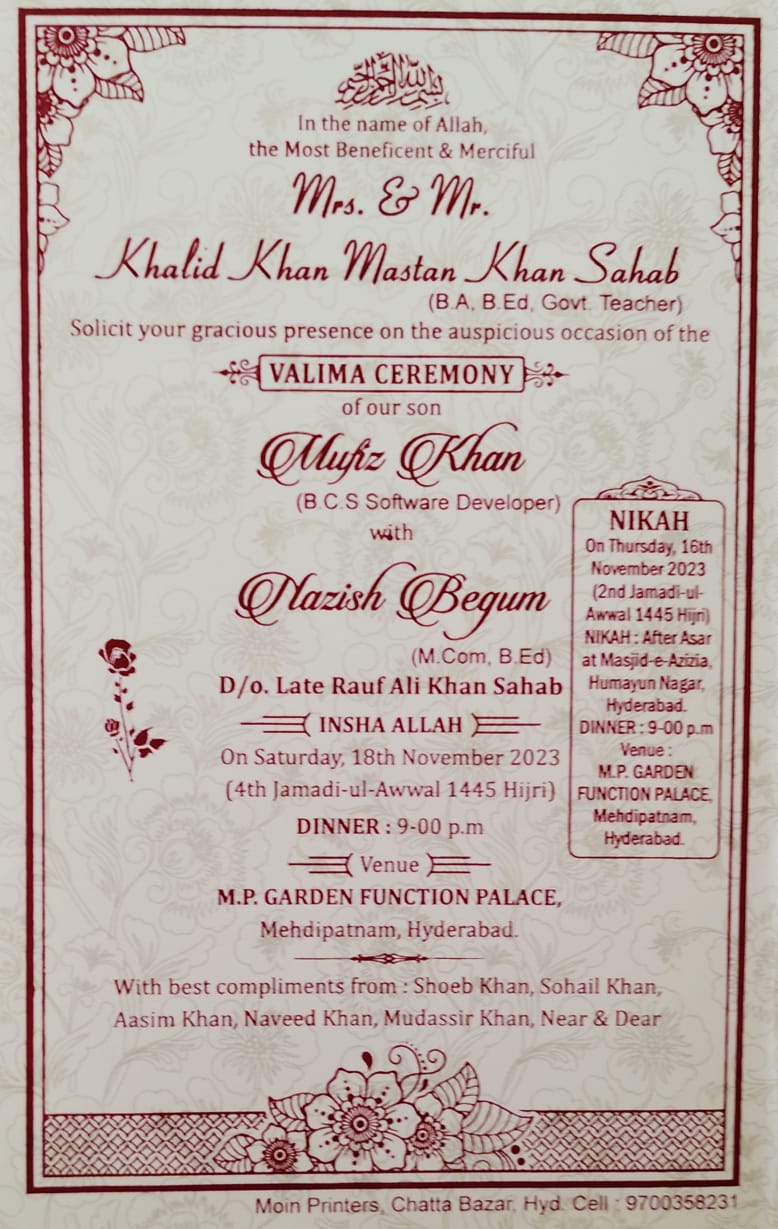 بسم الله الرحمن الرحيم
In the name of Allah,
the Most Beneficent & Merciful
Mrs. & Mr.
Khalid Khan Mastan Khan Sahab
(B.A, B.Ed, Govt. Teacher)
Solicit your gracious presence on the auspicious occasion of the
VALIMA CEREMONY
of our son
Mufiz Khan
(B.C.S Software Developer)
with
Nazish Begum
(M.Com, B.Ed)
D/o. Late Rauf Ali Khan Sahab
INSHA ALLAH
On Saturday, 18th November 2023
(4th Jamadi-ul-Awwal 1445 Hijri)
DINNER : 9-00 p.m
Venue
M.P. GARDEN FUNCTION PALACE,
Mehdipatnam, Hyderabad.
NIKAH
On Thursday, 16th
November 2023
(2nd Jamadi-ul-
Awwal 1445 Hijri)
NIKAH : After Asar
at Masjid-e-Azizia,
Humayun Nagar,
Hyderabad.
DINNER : 9-00 p.m
Venue :
M.P. GARDEN
FUNCTION PALACE,
Mehdipatnam,
Hyderabad.
With best compliments from : Shoeb Khan, Sohail Khan,
Aasim Khan, Naveed Khan, Mudassir Khan, Near & Dear
Moin Printers, Chatta Bazar, Hyd. Cell : 9700358231